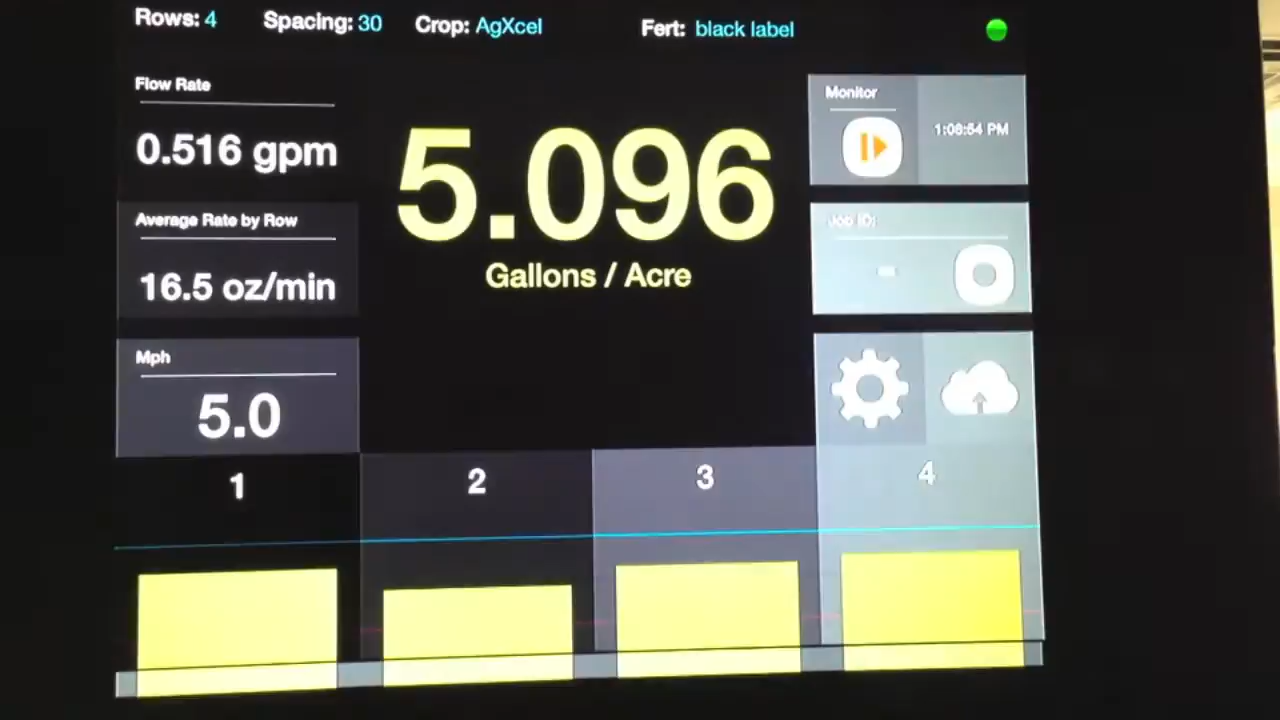 Rows: 4 Spacing: 30 Crop: AgXcel Fert: black label
Flow Rate
0.516 gpm
Average Rate by Row
16.5 oz/min
Mph
5.0
5.096
Gallons / Acre
Monitor
1:08:54 PM
Job ID:
-
1 2 3 4